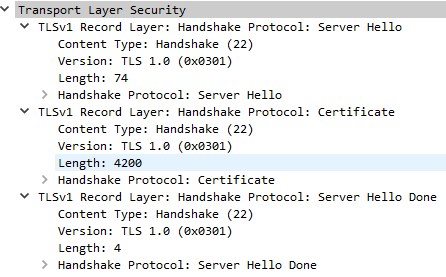 Transport Layer Security
TLSv1 Record Layer: Handshake Protocol: Server Hello
Content Type: Handshake (22)
Version: TLS 1.0 (0x0301)
Length: 74
Handshake Protocol: Server Hello
TLSv1 Record Layer: Handshake Protocol: Certificate
Content Type: Handshake (22)
Version: TLS 1.0 (0x0301)
Length: 4200
Handshake Protocol: Certificate
TLSv1 Record Layer: Handshake Protocol: Server Hello Done
Content Type: Handshake (22)
Version: TLS 1.0 (0x0301)
Length: 4
Handshake Protocol: Server Hello Done